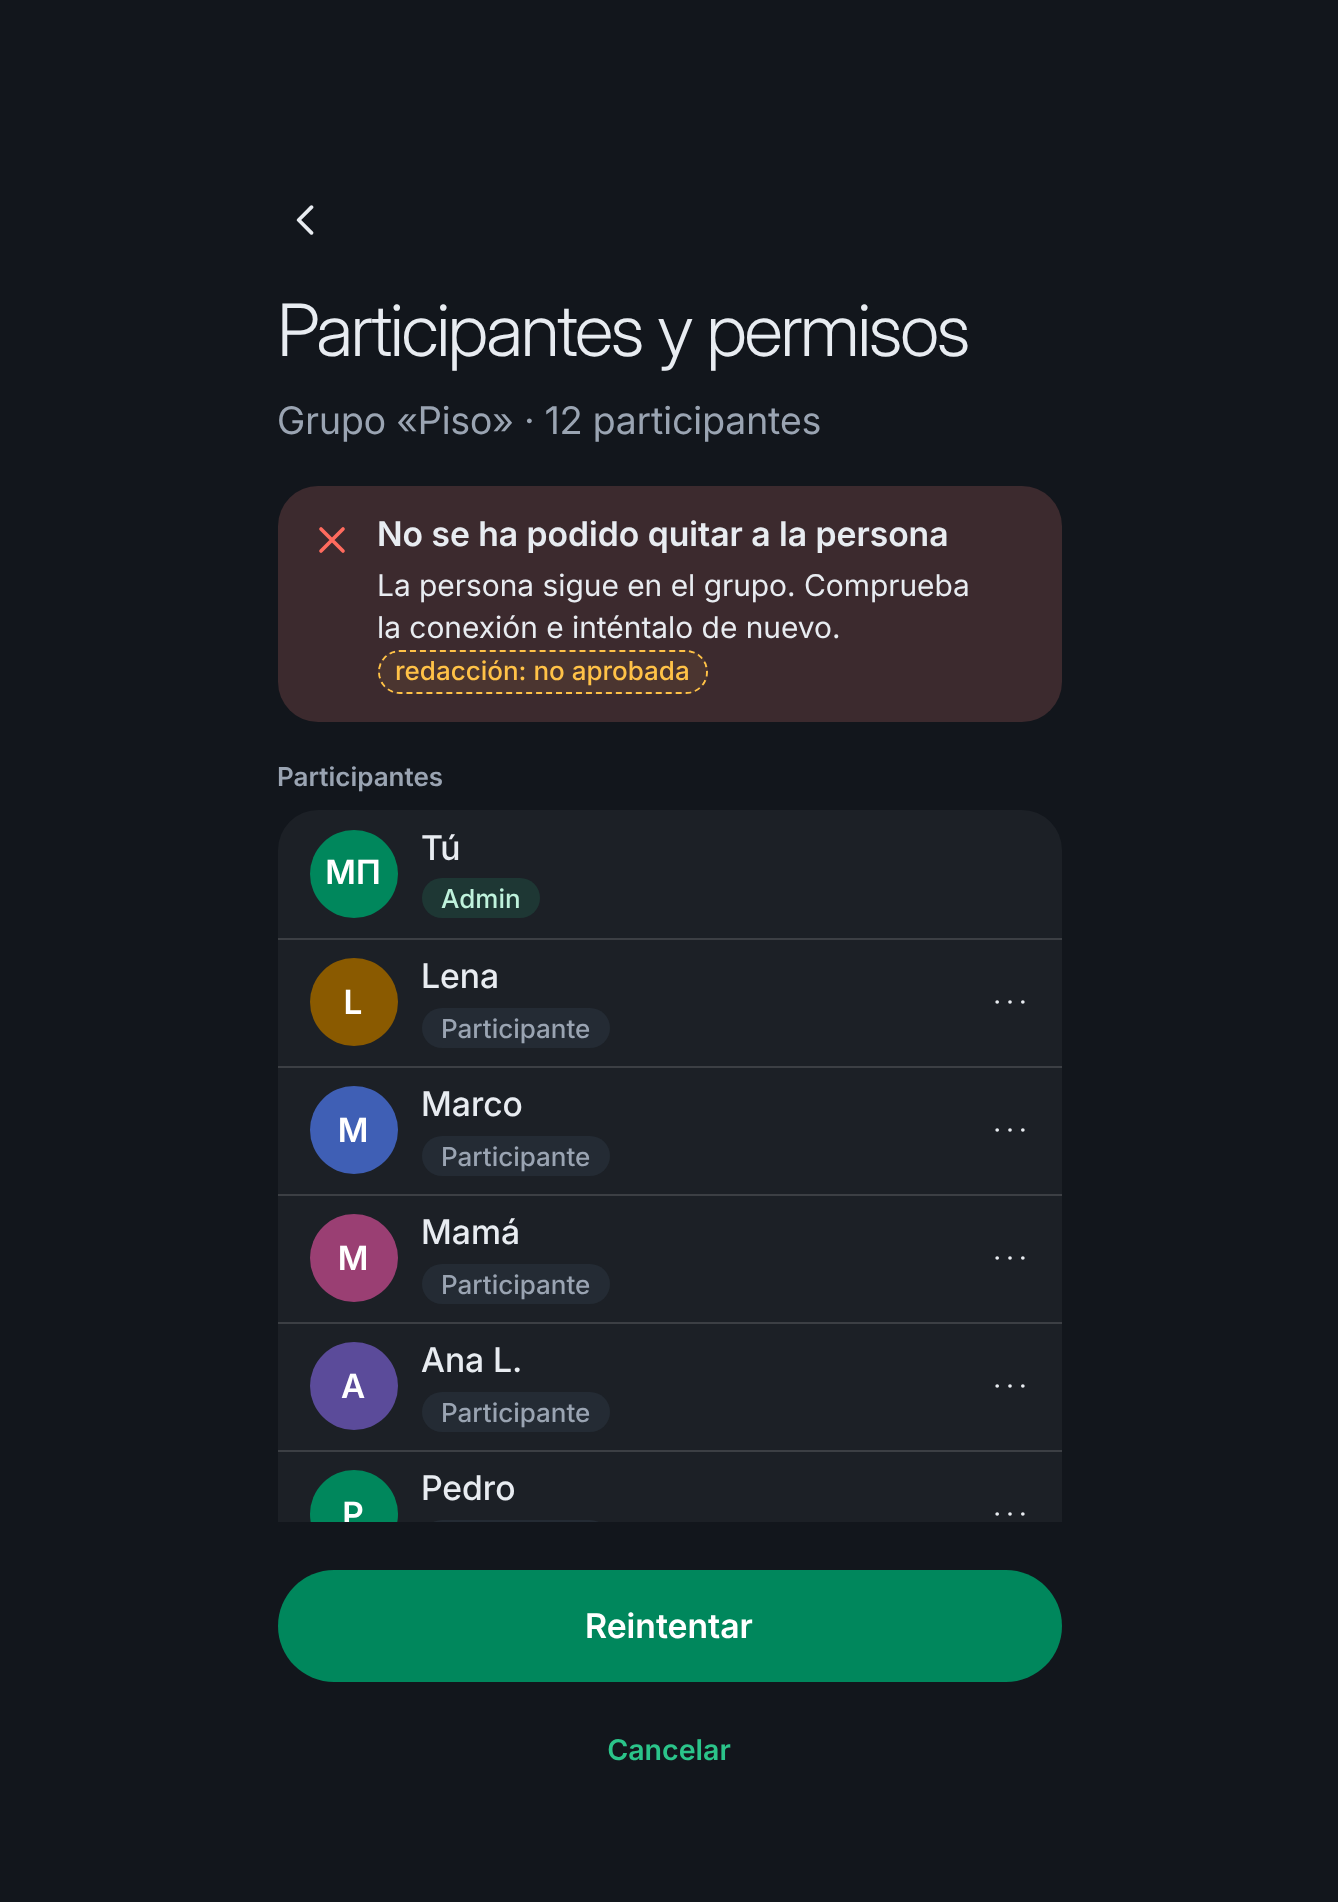 Participantes y permisos
Grupo «Piso» · 12 participantes
No se ha podido quitar a la persona
La persona sigue en el grupo. Comprueba
la conexión e inténtalo de nuevo.
redacción: no aprobada
Participantes
МП
Tú
Admin
L
Lena
Participante
···
M
Marco
Participante
···
M
Mamá
Participante
···
A
Ana L.
Participante
···
P
Pedro
···
Reintentar
Cancelar